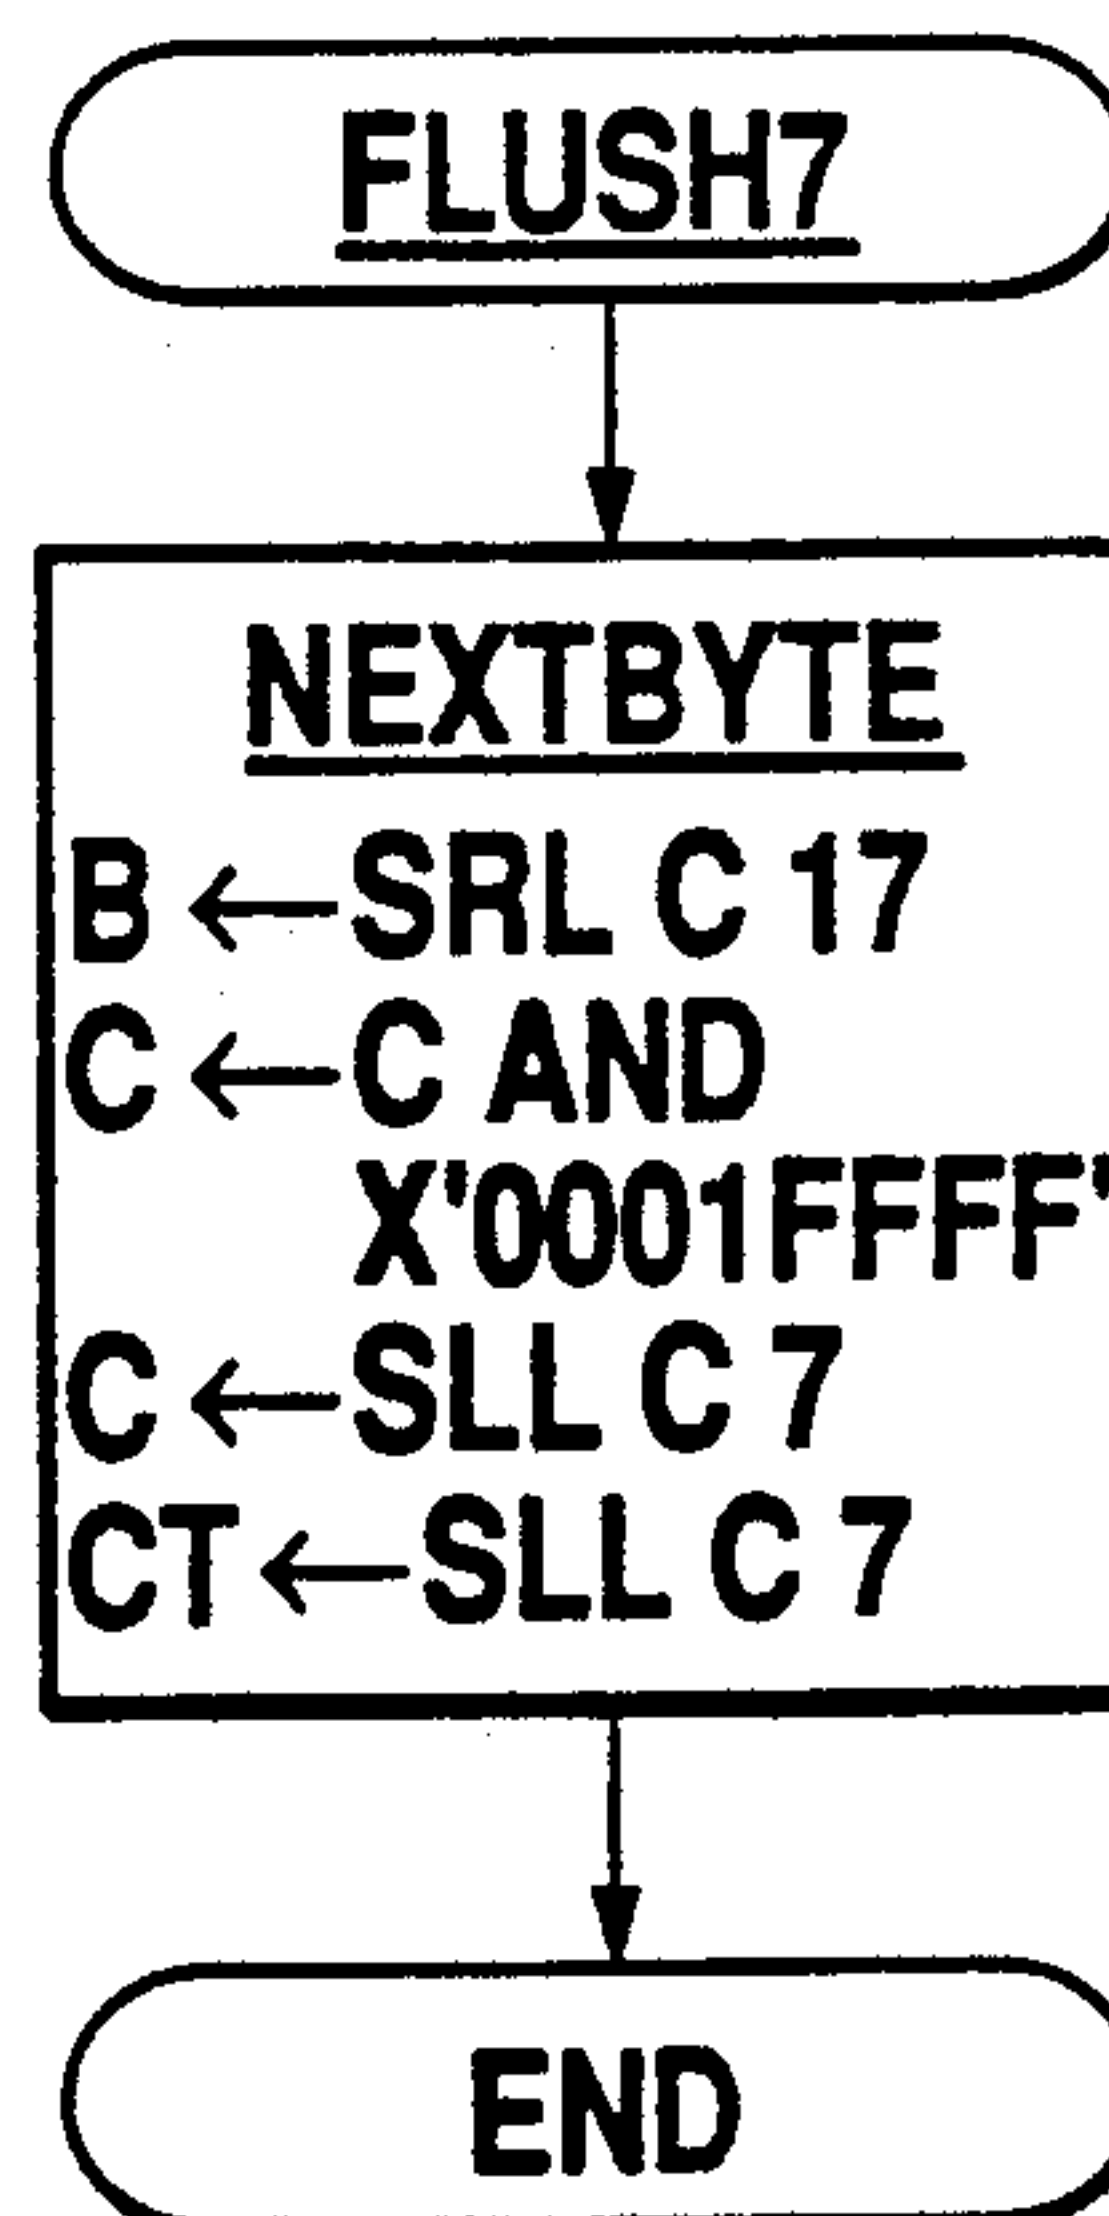 FLUSH7
NEXTBYTE
B ← SRL C 17
C ← C AND
X'0001FFFF'
C ← SLL C 7
CT ← SLL C 7
END